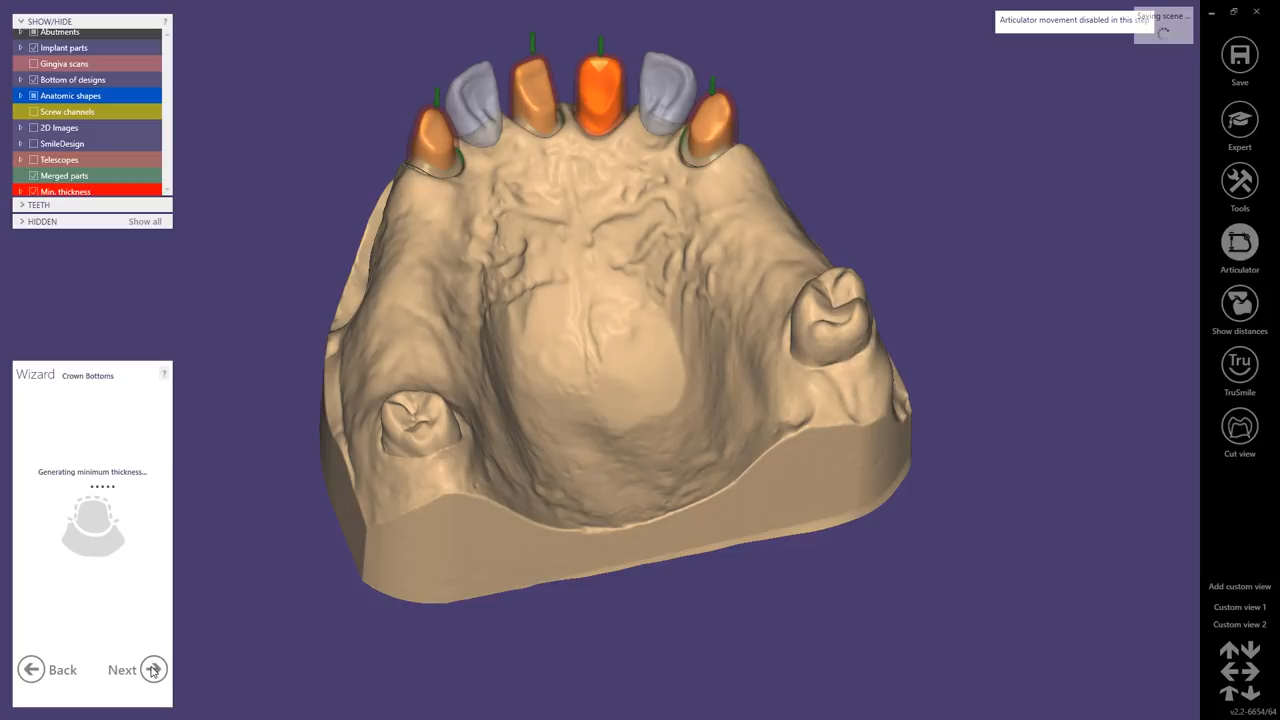 SHOW/HIDE ?
Abutments
Implant parts
Gingiva scans
Bottom of designs
Anatomic shapes
Screw channels
2D Images
SmileDesign
Telescopes
Merged parts
Min. thickness
TEETH
HIDDEN Show all
Wizard Crown Bottoms ?
Generating minimum thickness...
Back Next
Articulator movement disabled in this step
Saving scene ...
Save
Expert
Tools
Articulator
Show distances
Tru
TruSmile
Cut view
Add custom view
Custom view 1
Custom view 2
v2.2-6654/64